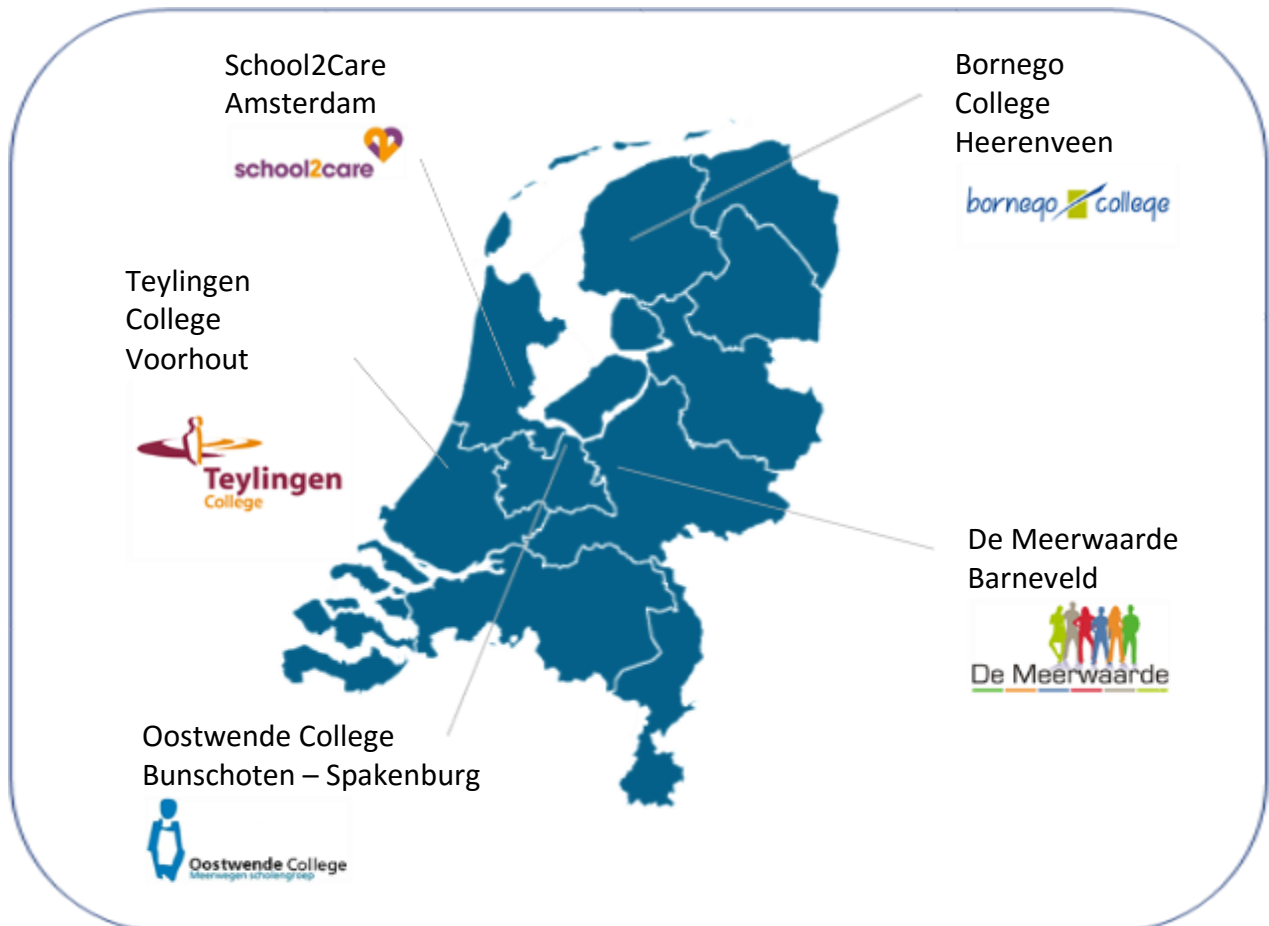 School2Care
Amsterdam
school2care
Bornego
College
Heerenveen
bornego college
Teylingen
College
Voorhout
Teylingen
College
De Meerwaarde
Barneveld
De Meerwaarde
Oostwende College
Bunschoten – Spakenburg
Oostwende College
Meerwegen scholengroep